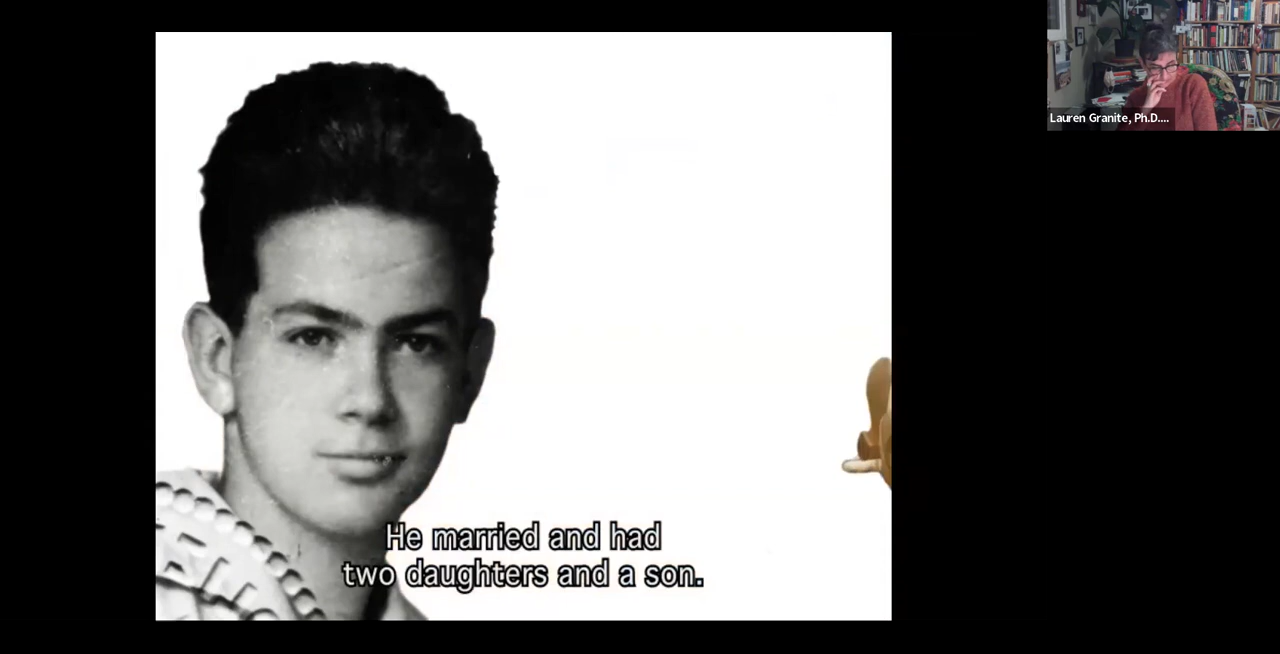 He married and had
two daughters and a son.
Lauren Granite, Ph.D....